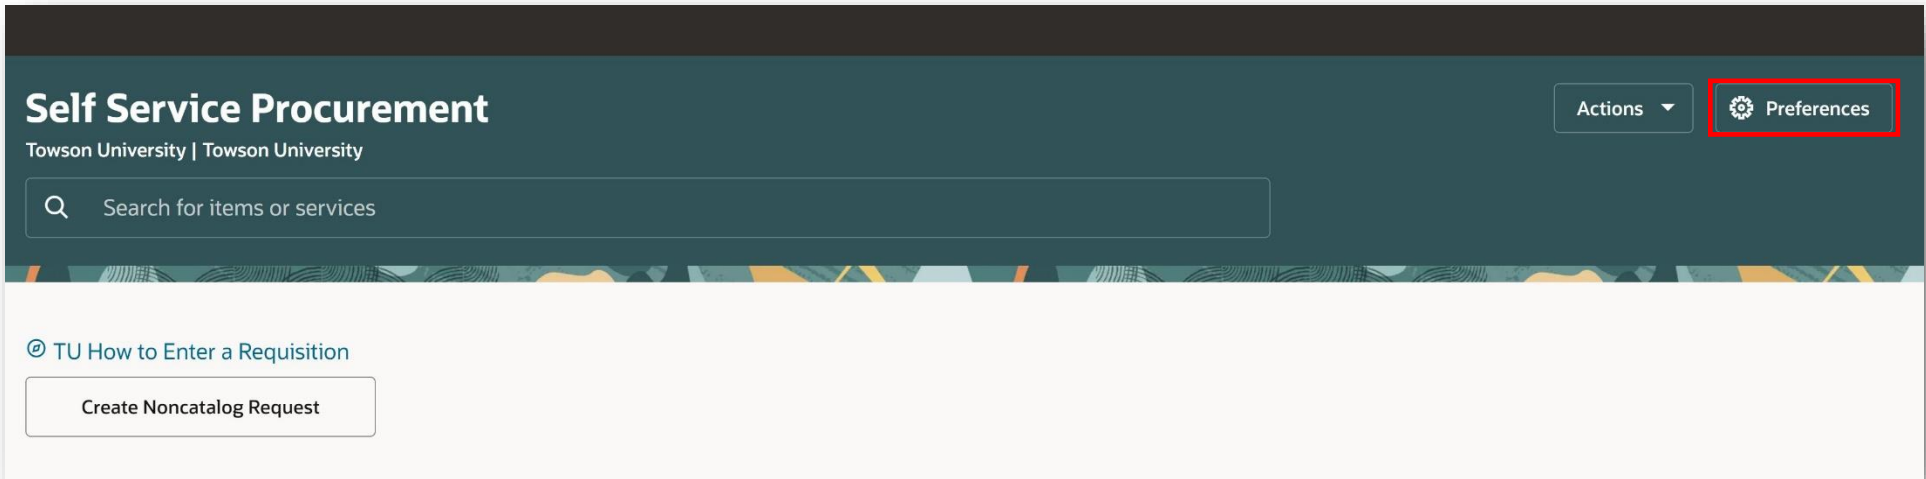 Self Service Procurement
Actions
Preferences
Towson University | Towson University
Search for items or services
TU How to Enter a Requisition
Create Noncatalog Request